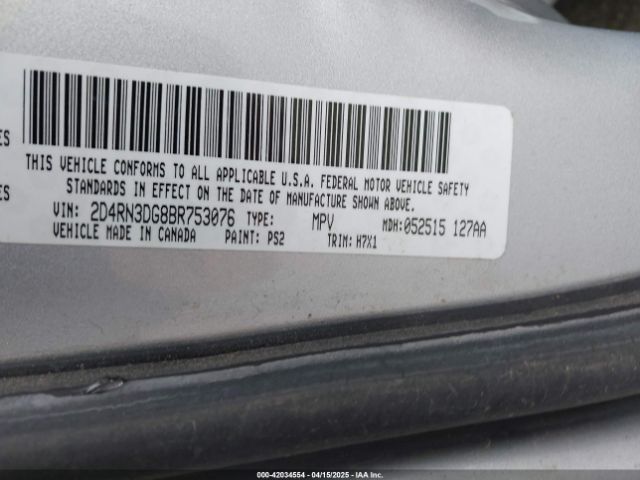 ES
THIS VEHICLE CONFORMS TO ALL APPLICABLE U.S.A. FEDERAL MOTOR VEHICLE SAFETY
ES
STANDARDS IN EFFECT ON THE DATE OF MANUFACTURE SHOWN ABOVE.
VIN: 2D4RN3DG8BR753076 TYPE: MPV MDH:052515 127AA
VEHICLE MADE IN CANADA PAINT: PS2 TRIM: H7X1
000-42034554 - 04/15/2025 - IAA Inc.